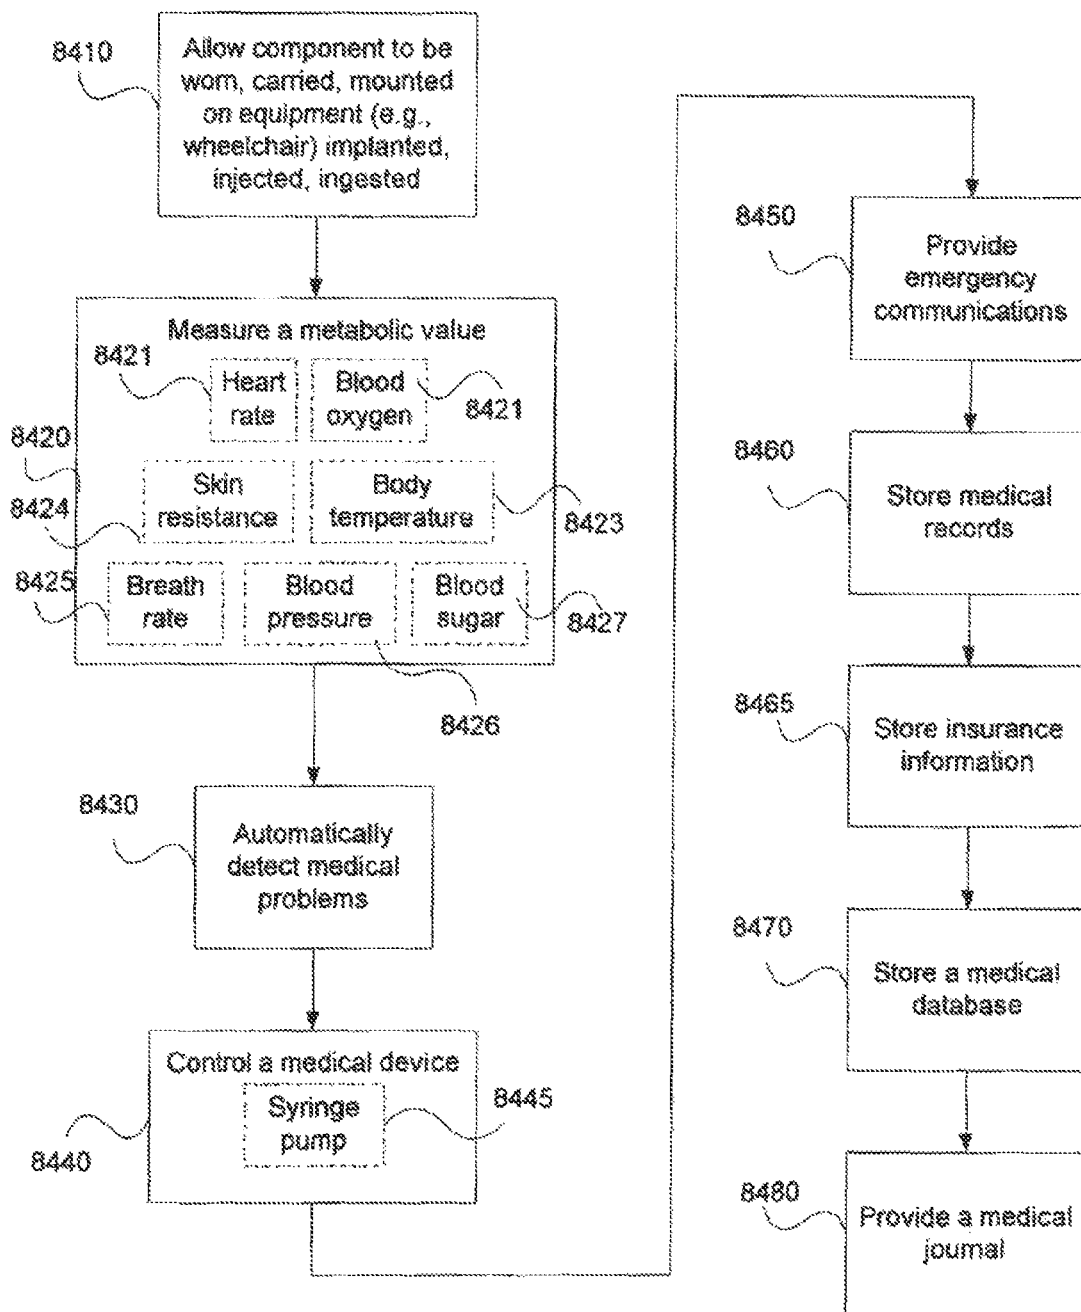 8410
Allow component to be
worn, carried, mounted
on equipment (e.g.,
wheelchair) implanted,
injected, ingested
Measure a metabolic value
8421
Heart
rate
Blood
oxygen
8421
8420
8424
Skin
resistance
Body
temperature
8423
8425
Breath
rate
Blood
pressure
Blood
sugar
8427
8426
8430
Automatically
detect medical
problems
Control a medical device
Syringe
pump
8445
8440
8450
Provide
emergency
communications
8460
Store medical
records
8465
Store insurance
information
8470
Store a medical
database
8480
Provide a medical
journal